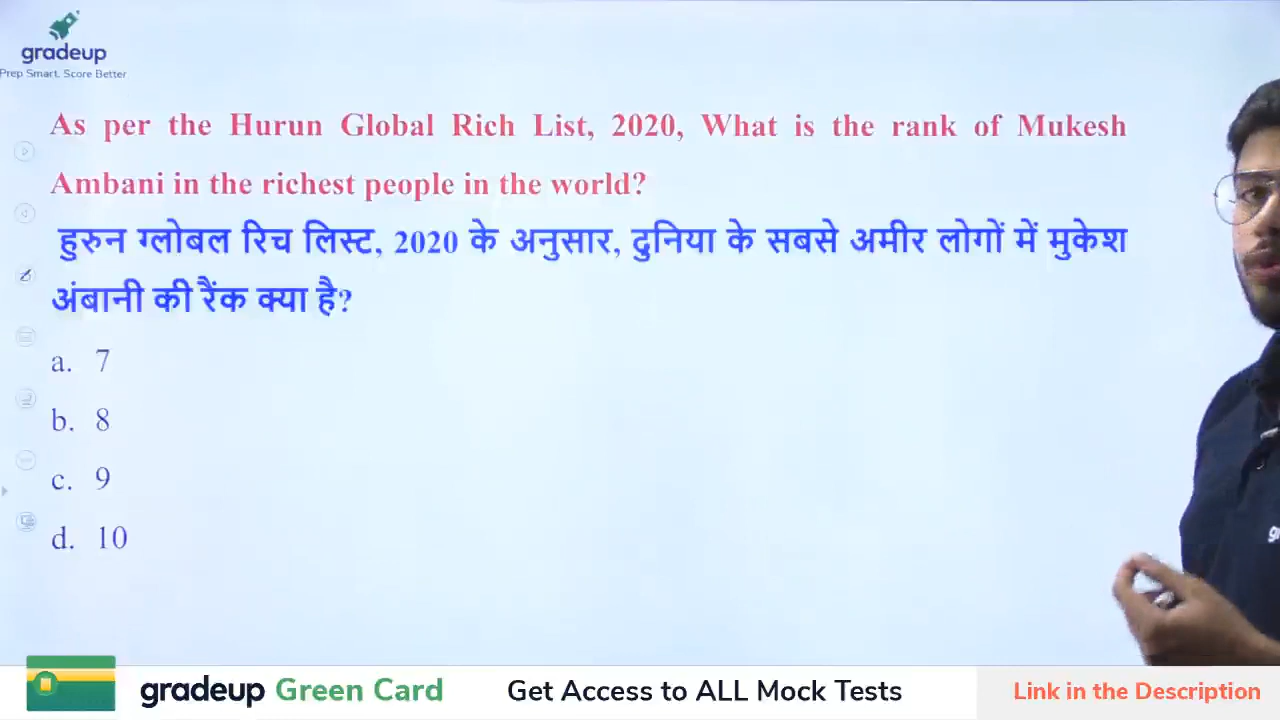 gradeup
Prep Smart. Score Better
As per the Hurun Global Rich List, 2020, What is the rank of Mukesh
Ambani in the richest people in the world?
हुरुन ग्लोबल रिच लिस्ट, 2020 के अनुसार, दुनिया के सबसे अमीर लोगों में मुकेश
अंबानी की रैंक क्या है?
a. 7
b. 8
c. 9
d. 10
gradeup Green Card Get Access to ALL Mock Tests Link in the Description